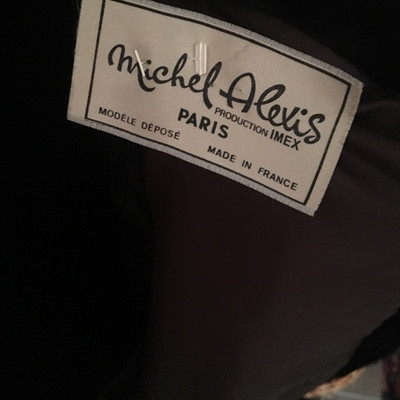 Michel Alexis
PRODUCTION IMEX
PARIS
MODÈLE DÉPOSÉ
MADE IN FRANCE